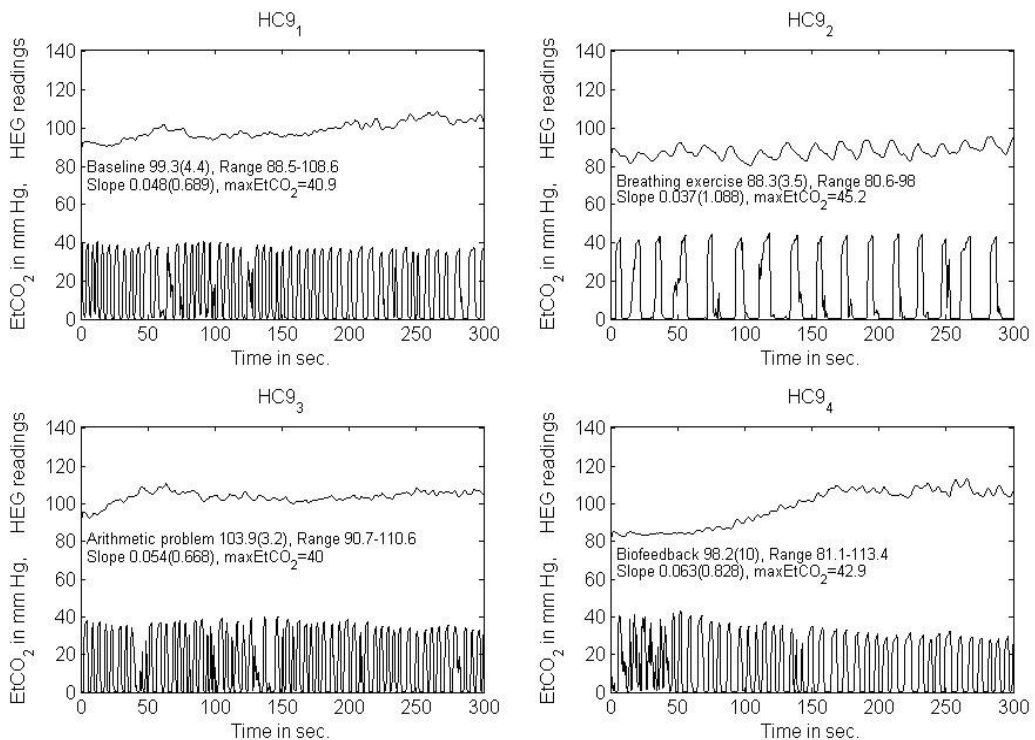 HC9₁
140
120
100
80
60
40
20
0
EtCO₂ in mm Hg, HEG readings
Baseline 99.3(4.4), Range 88.5-108.6
Slope 0.048(0.689), maxEtCO₂=40.9
0 50 100 150 200 250 300
Time in sec.
HC9₂
140
120
100
80
60
40
20
0
EtCO₂ in mm Hg, HEG readings
Breathing exercise 88.3(3.5), Range 80.6-98
Slope 0.037(1.088), maxEtCO₂=45.2
0 50 100 150 200 250 300
Time in sec.
HC9₃
140
120
100
80
60
40
20
0
EtCO₂ in mm Hg, HEG readings
Arithmetic problem 103.9(3.2), Range 90.7-110.6
Slope 0.054(0.668), maxEtCO₂=40
0 50 100 150 200 250 300
Time in sec.
HC9₄
140
120
100
80
60
40
20
0
EtCO₂ in mm Hg, HEG readings
Biofeedback 98.2(10), Range 81.1-113.4
Slope 0.063(0.828), maxEtCO₂=42.9
0 50 100 150 200 250 300
Time in sec.